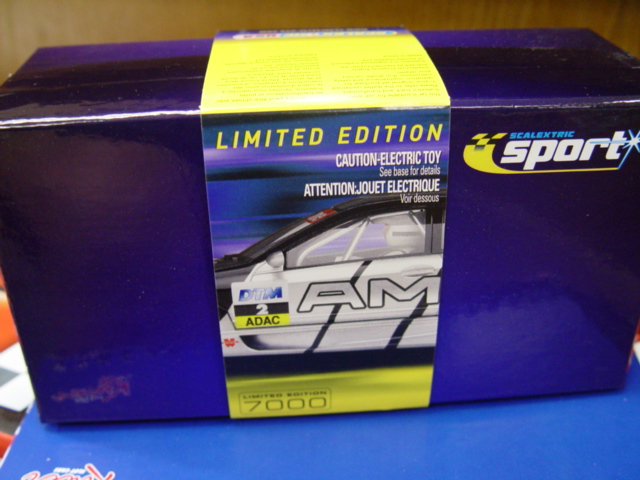 LIMITED EDITION
CAUTION-ELECTRIC TOY
See base for details
ATTENTION:JOUET ELECTRIQUE
Voir dessous
SCALEXTRIC
sport
DTM
2
ADAC
AM
LIMITED EDITION
7000